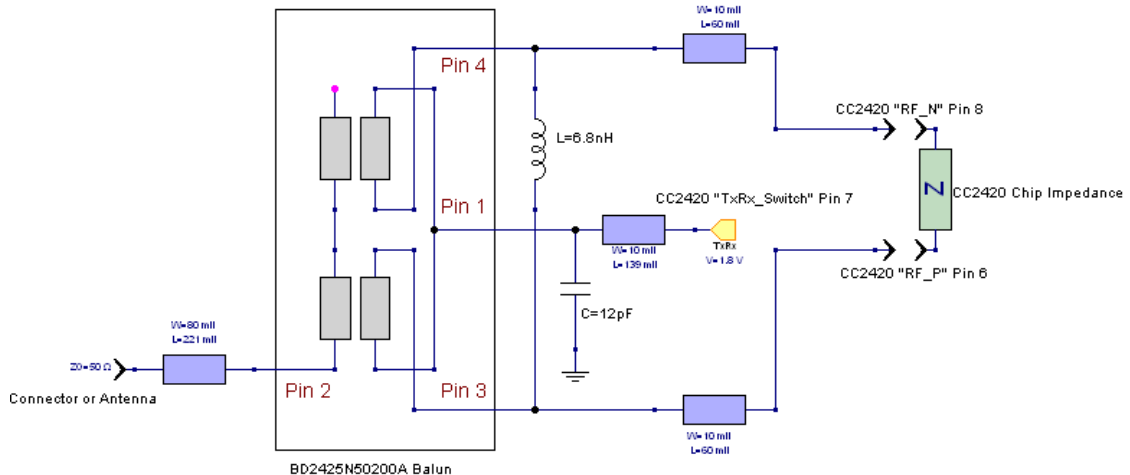 W=10 mil
L=60 mil
Pin 4
CC2420 "RF_N" Pin 8
L=6.8nH
Z
CC2420 Chip Impedance
CC2420 "TxRx_Switch" Pin 7
Pin 1
TxRx
V=1.8 V
W=10 mil
L=139 mil
CC2420 "RF_P" Pin 6
C=12pF
W=80 mil
L=221 mil
Z0=50 Ω
Connector or Antenna
Pin 2
Pin 3
W=10 mil
L=60 mil
BD2425N50200A Balun